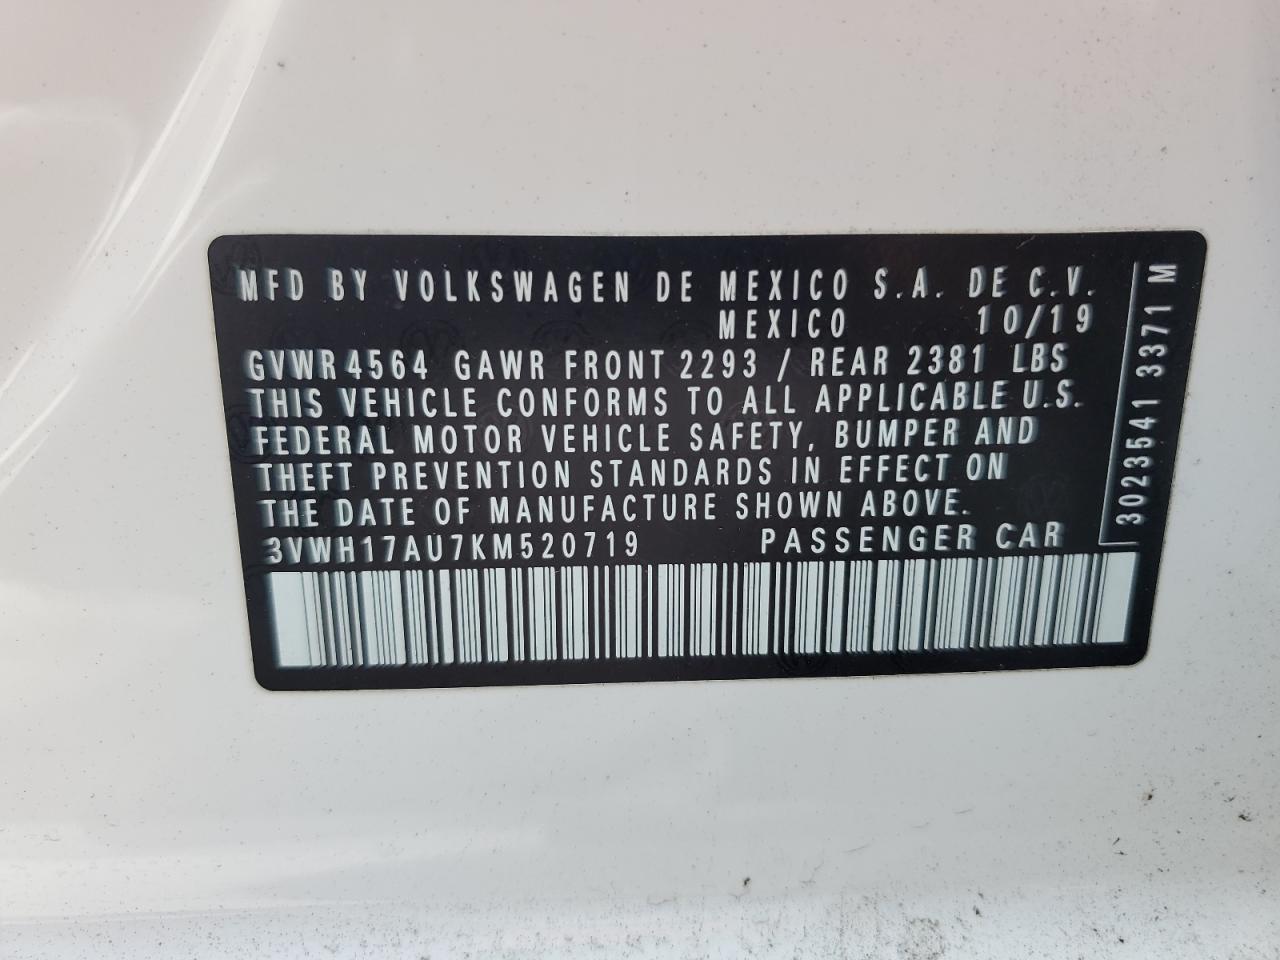 MFD BY VOLKSWAGEN DE MEXICO S.A. DE C.V.
MEXICO 10/19
GVWR 4564 GAWR FRONT 2293 / REAR 2381 LBS
THIS VEHICLE CONFORMS TO ALL APPLICABLE U.S.
FEDERAL MOTOR VEHICLE SAFETY, BUMPER AND
THEFT PREVENTION STANDARDS IN EFFECT ON
THE DATE OF MANUFACTURE SHOWN ABOVE.
3VWH17AU7KM520719 PASSENGER CAR
3023541 3371 M